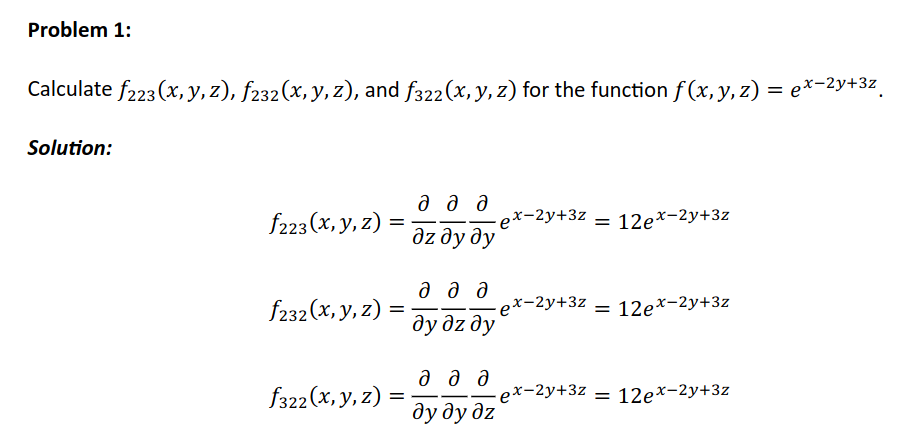 Problem 1:
Calculate f₂₂₃(x, y, z), f₂₃₂(x, y, z), and f₃₂₂(x, y, z) for the function f(x, y, z) = e^{x−2y+3z}.
Solution:
f₂₂₃(x, y, z) = ∂/∂z ∂/∂y ∂/∂y e^{x−2y+3z} = 12e^{x−2y+3z}
f₂₃₂(x, y, z) = ∂/∂y ∂/∂z ∂/∂y e^{x−2y+3z} = 12e^{x−2y+3z}
f₃₂₂(x, y, z) = ∂/∂y ∂/∂y ∂/∂z e^{x−2y+3z} = 12e^{x−2y+3z}